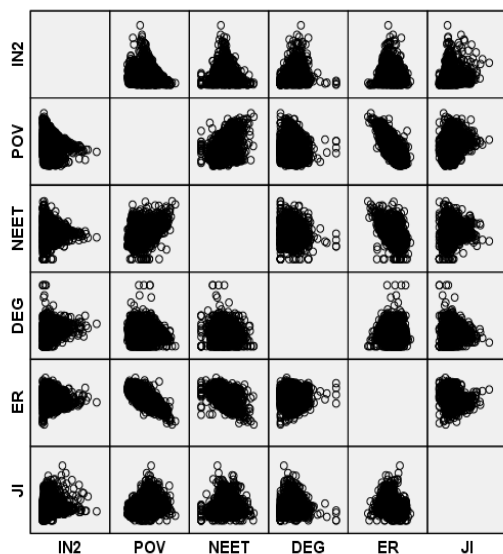 IN2
POV
NEET
DEG
ER
JI
IN2 POV NEET DEG ER JI